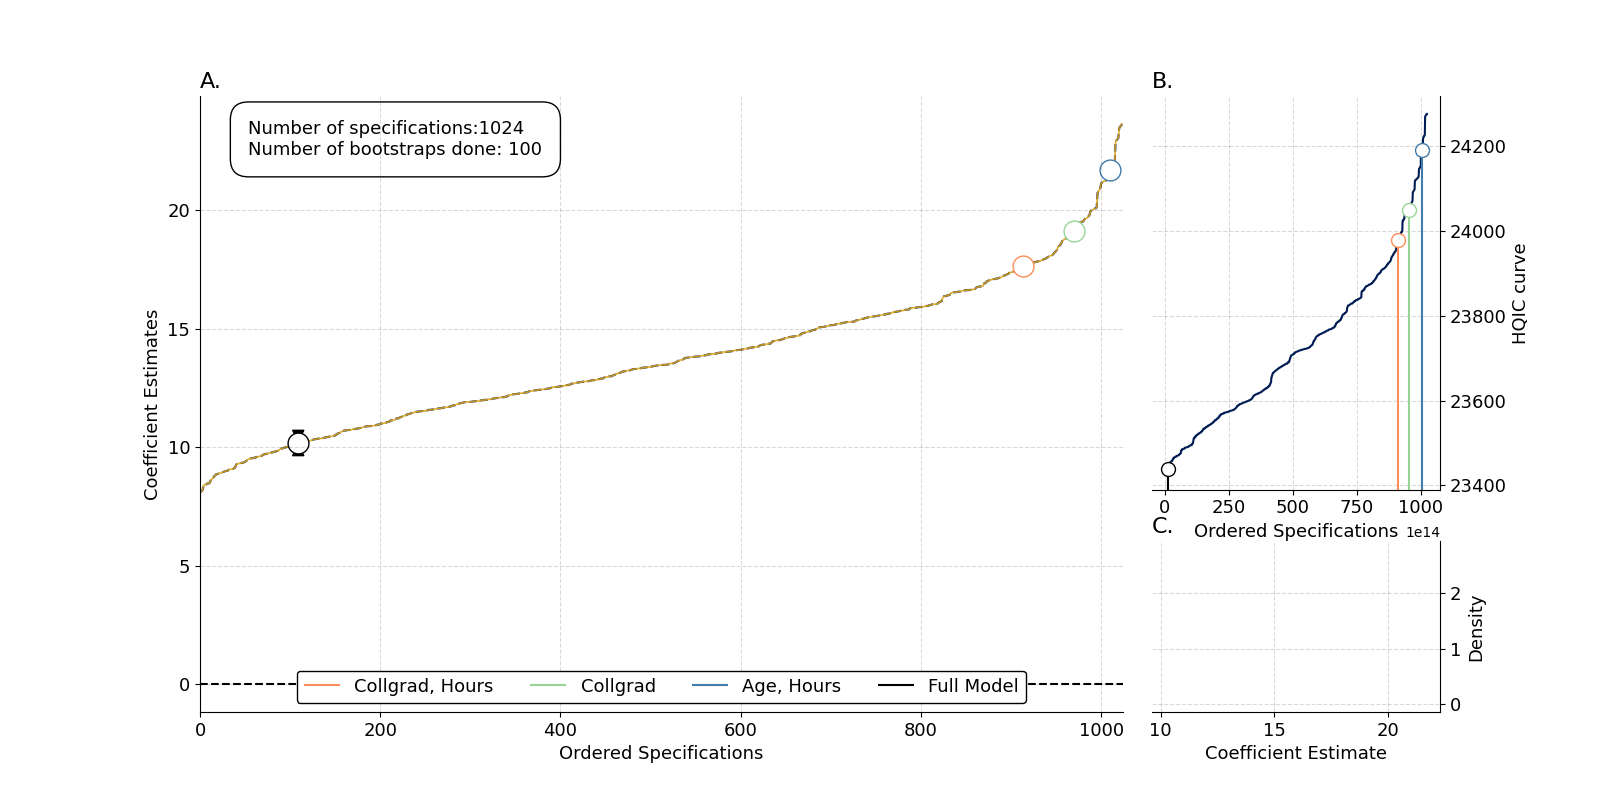 A.
Number of specifications:1024
Number of bootstraps done: 100
Coefficient Estimates
20
15
10
5
0
Collgrad, Hours
Collgrad
Age, Hours
Full Model
0 200 400 600 800 1000
Ordered Specifications
B.
24200
24000
23800
23600
23400
HQIC curve
0 250 500 750 1000
Ordered Specifications
C.
1e14
2
1
0
Density
10 15 20
Coefficient Estimate